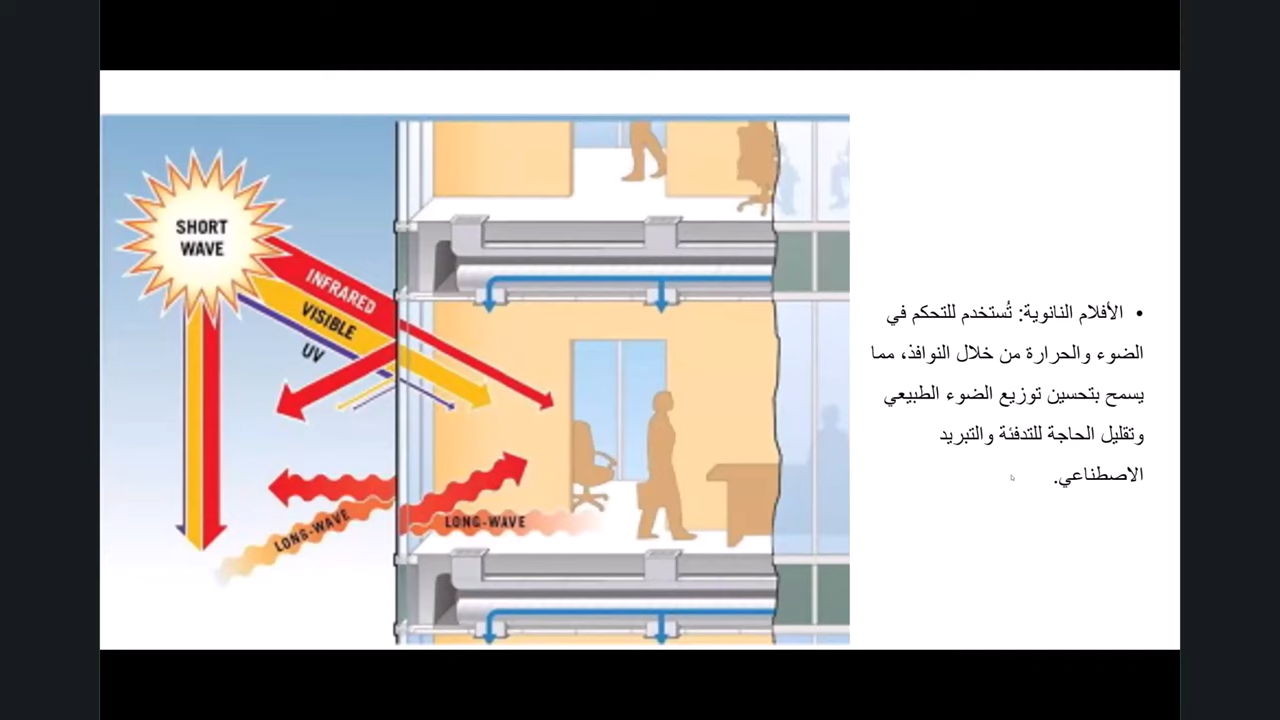 SHORT
WAVE
INFRARED
VISIBLE
UV
LONG-WAVE
LONG-WAVE
• الأفلام النانوية: تُستخدم للتحكم في
الضوء والحرارة من خلال النوافذ، مما
يسمح بتحسين توزيع الضوء الطبيعي
وتقليل الحاجة للتدفئة والتبريد
الاصطناعي.